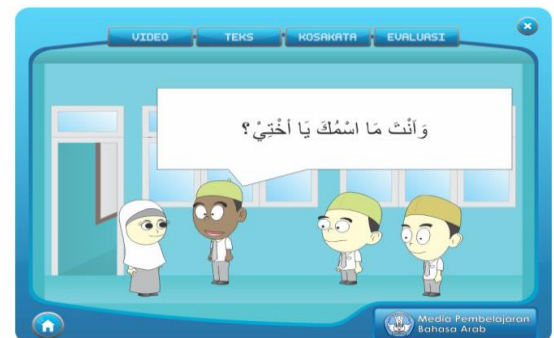 VIDEO TEKS KOSAKATA EVALUASI
وَأَنْتَ مَا اسْمُكَ يَا أُخْتِيْ؟
Media Pembelajaran
Bahasa Arab